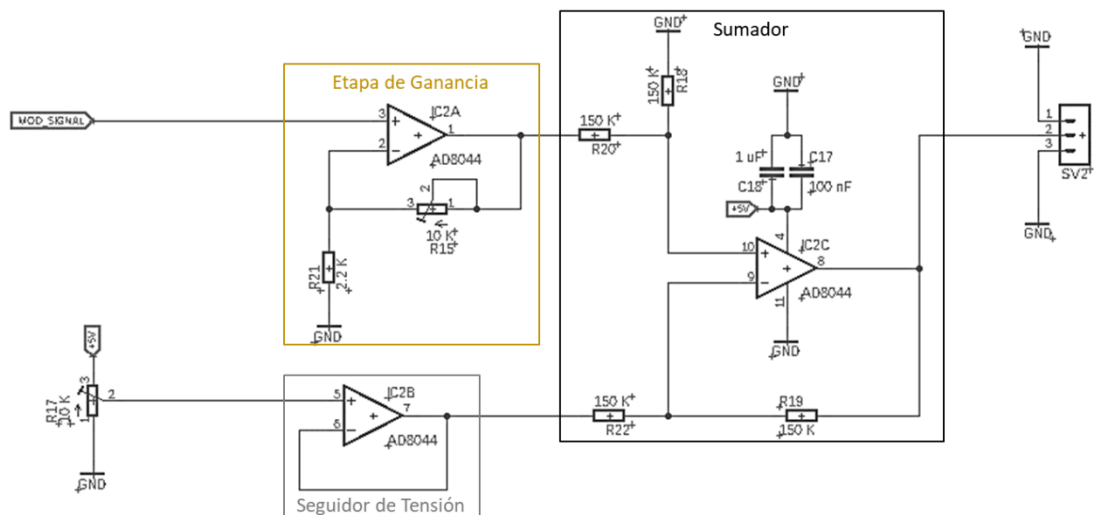 Sumador
GND
GND
Etapa de Ganancia
150 K
R18
GND
MOD_SIGNAL
3
IC2A
1
2
AD8044
150 K
R20
1 uF
C17
C18
100 nF
+5V
1
2
3
SV2
GND
3
2
1
10 K
R15
R21
2.2 K
GND
4
10
IC2C
8
9
AD8044
11
GND
+5V
3
2
1
R17
10 K
GND
5
IC2B
7
6
AD8044
150 K
R22
R19
150 K
Seguidor de Tensión